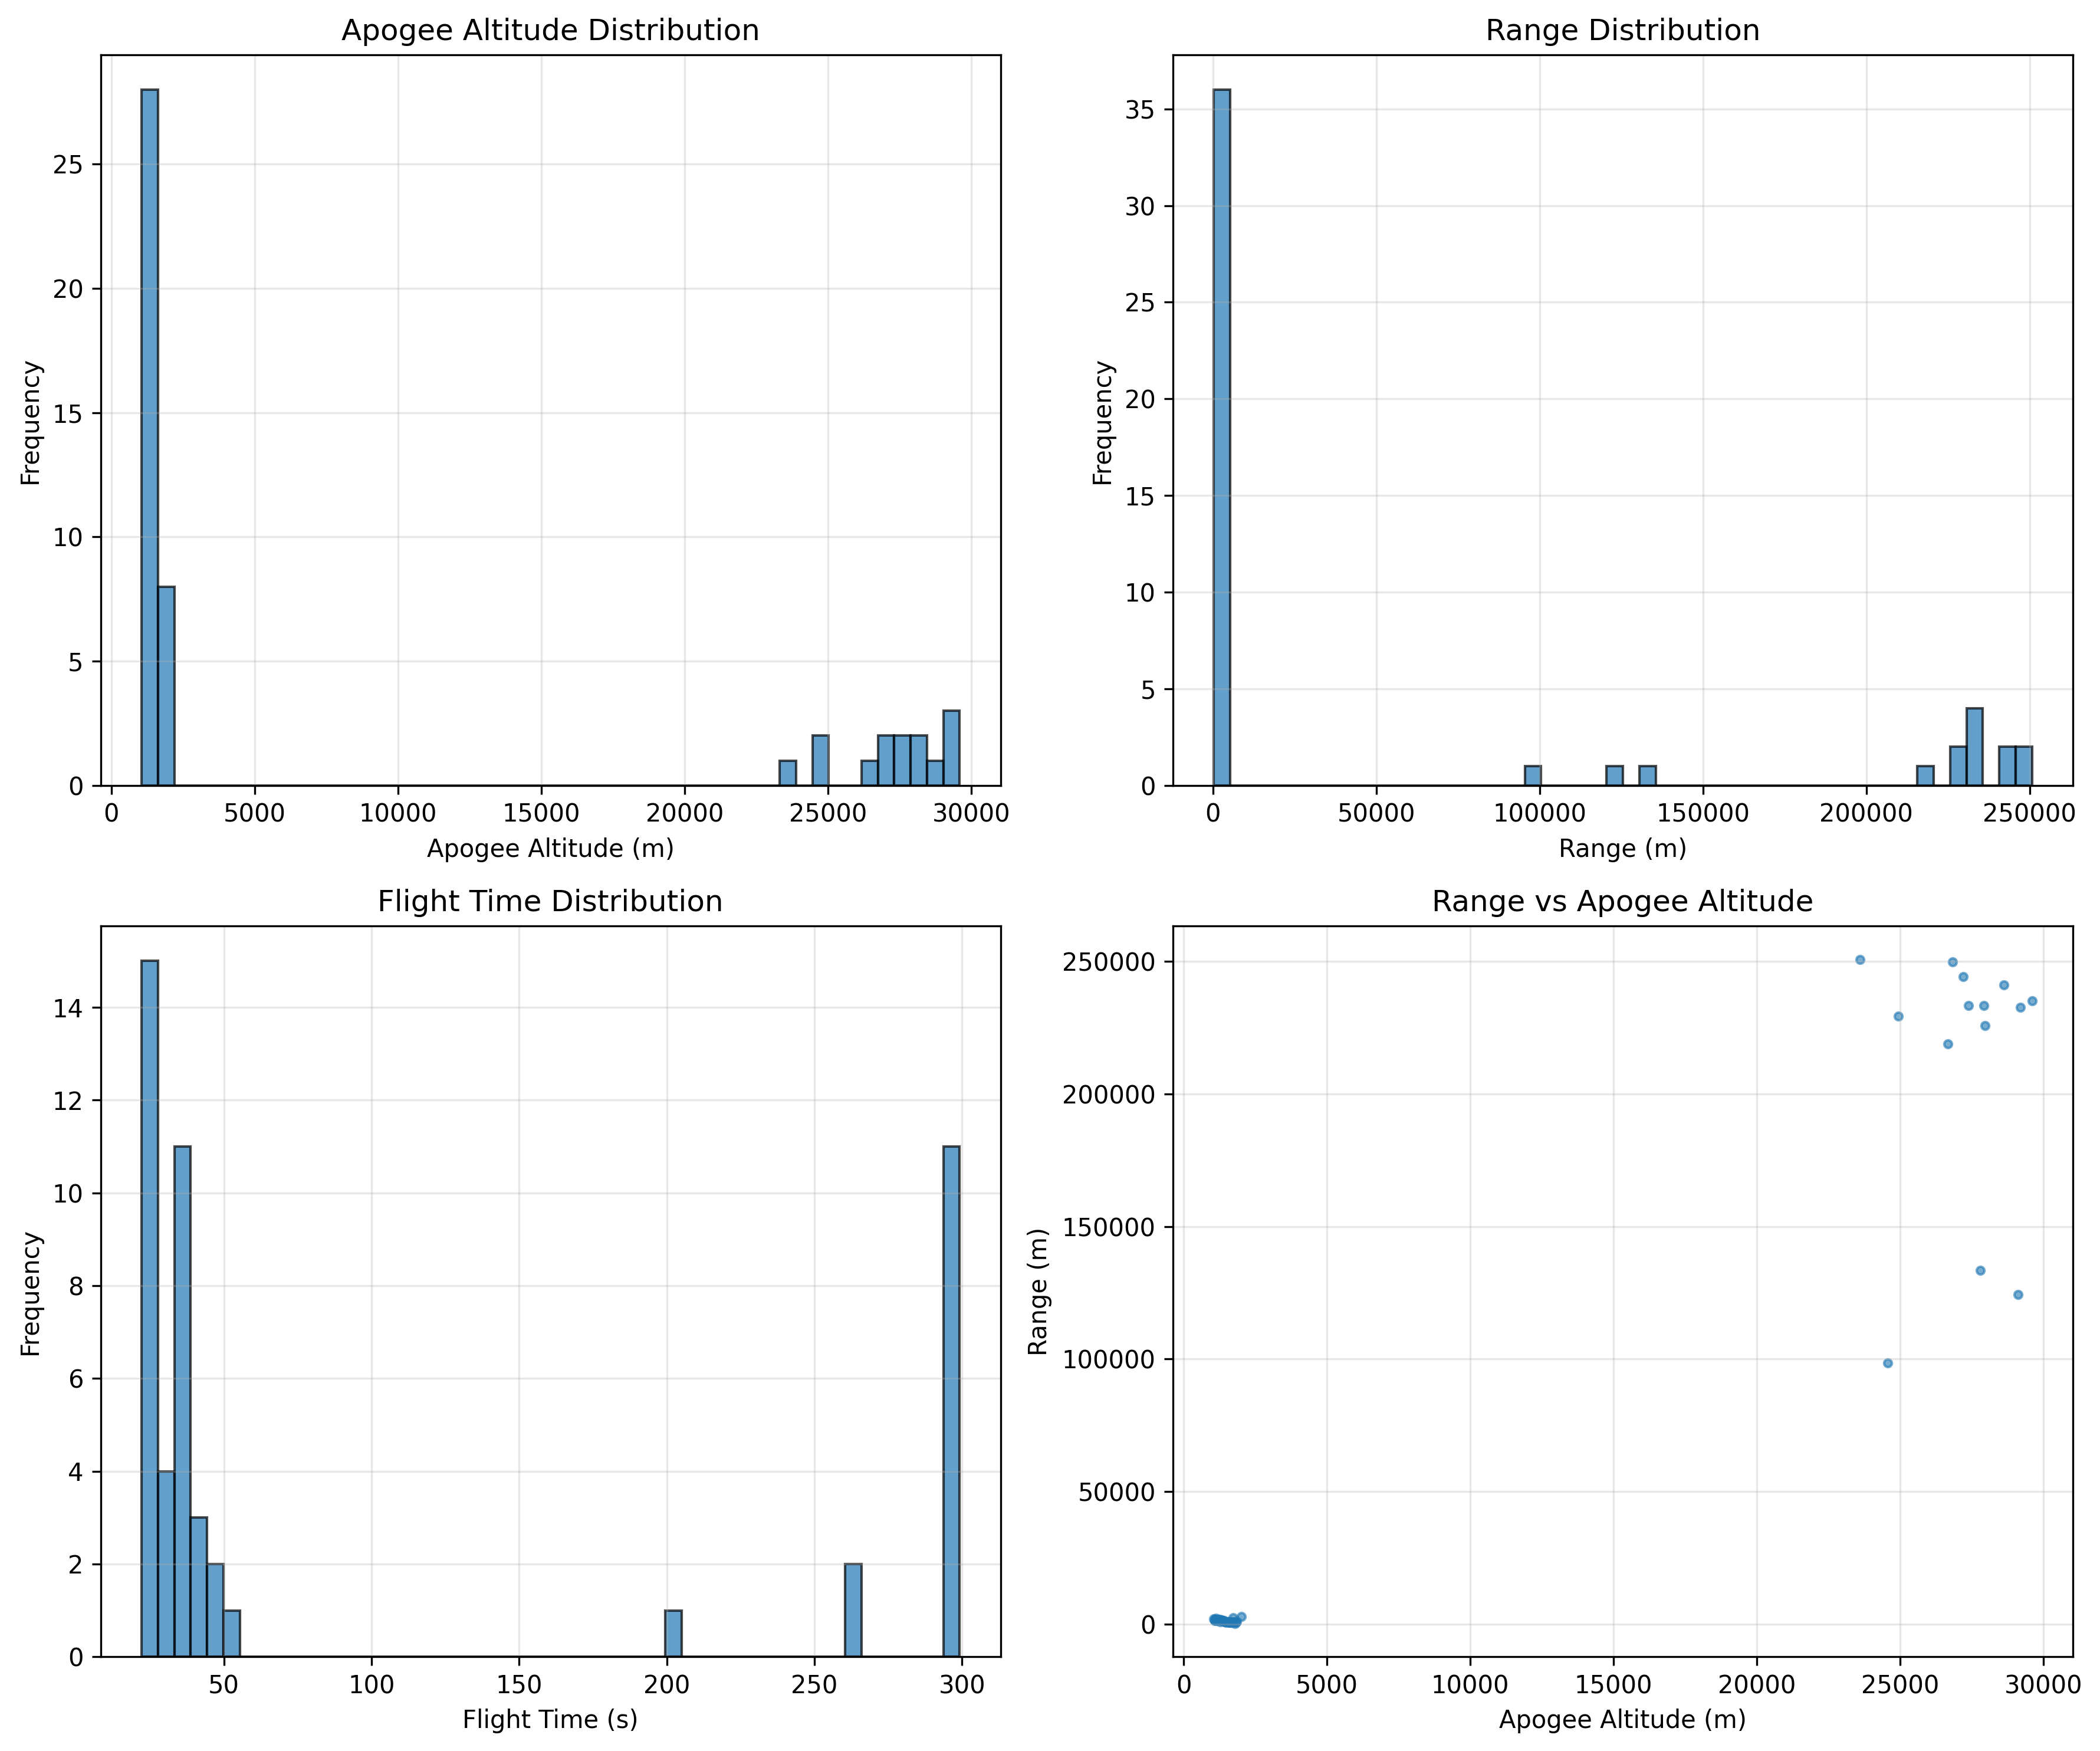 Apogee Altitude Distribution
Frequency
25
20
15
10
5
0
0 5000 10000 15000 20000 25000 30000
Apogee Altitude (m)
Range Distribution
Frequency
35
30
25
20
15
10
5
0
0 50000 100000 150000 200000 250000
Range (m)
Flight Time Distribution
Frequency
14
12
10
8
6
4
2
0
50 100 150 200 250 300
Flight Time (s)
Range vs Apogee Altitude
Range (m)
250000
200000
150000
100000
50000
0
0 5000 10000 15000 20000 25000 30000
Apogee Altitude (m)